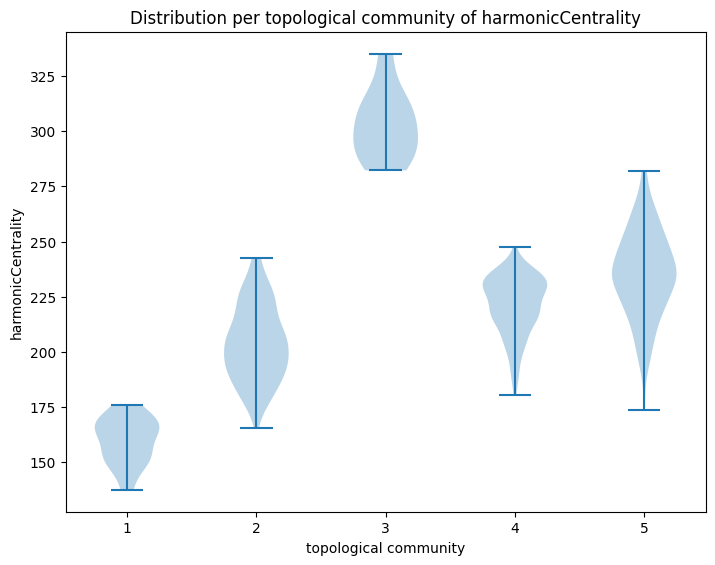 Distribution per topological community of harmonicCentrality
325
300
275
250
225
200
175
150
harmonicCentrality
1 2 3 4 5
topological community